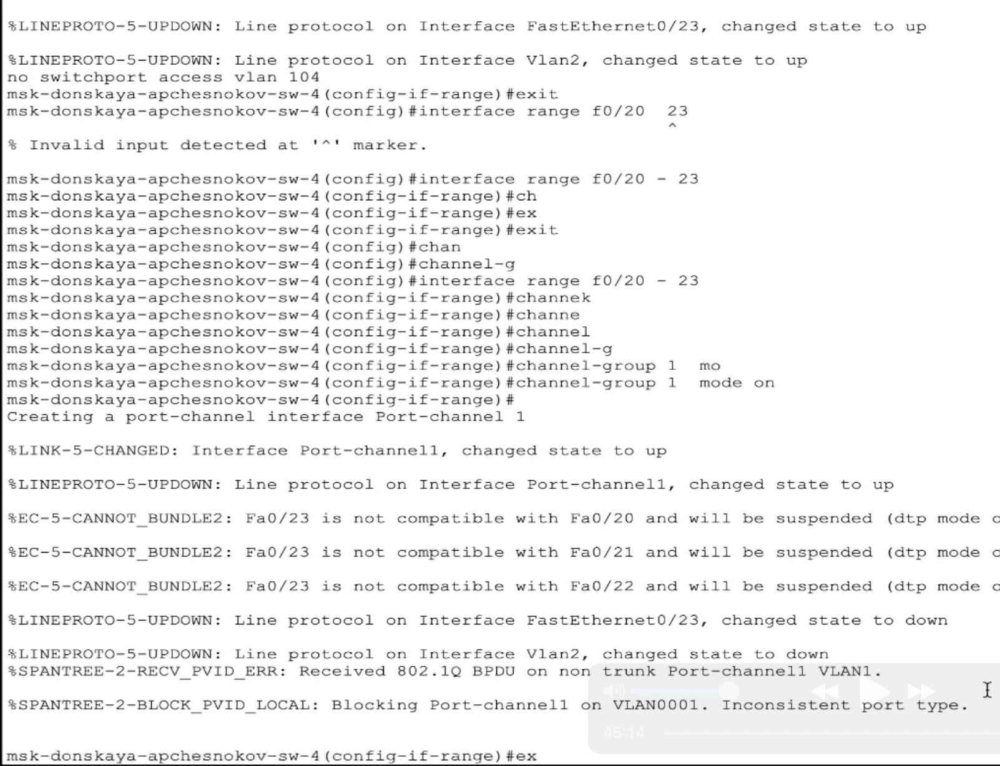 %LINEPROTO-5-UPDOWN: Line protocol on Interface FastEthernet0/23, changed state to up
%LINEPROTO-5-UPDOWN: Line protocol on Interface Vlan2, changed state to up
no switchport access vlan 104
msk-donskaya-apchesnokov-sw-4(config-if-range)#exit
msk-donskaya-apchesnokov-sw-4(config)#interface range f0/20  23
^
% Invalid input detected at '^' marker.
msk-donskaya-apchesnokov-sw-4(config)#interface range f0/20 - 23
msk-donskaya-apchesnokov-sw-4(config-if-range)#ch
msk-donskaya-apchesnokov-sw-4(config-if-range)#ex
msk-donskaya-apchesnokov-sw-4(config-if-range)#exit
msk-donskaya-apchesnokov-sw-4(config)#chan
msk-donskaya-apchesnokov-sw-4(config)#channel-g
msk-donskaya-apchesnokov-sw-4(config)#interface range f0/20 - 23
msk-donskaya-apchesnokov-sw-4(config-if-range)#channek
msk-donskaya-apchesnokov-sw-4(config-if-range)#channe
msk-donskaya-apchesnokov-sw-4(config-if-range)#channel
msk-donskaya-apchesnokov-sw-4(config-if-range)#channel-g
msk-donskaya-apchesnokov-sw-4(config-if-range)#channel-group 1  mo
msk-donskaya-apchesnokov-sw-4(config-if-range)#channel-group 1  mode on
msk-donskaya-apchesnokov-sw-4(config-if-range)#
Creating a port-channel interface Port-channel 1
%LINK-5-CHANGED: Interface Port-channel1, changed state to up
%LINEPROTO-5-UPDOWN: Line protocol on Interface Port-channel1, changed state to up
%EC-5-CANNOT_BUNDLE2: Fa0/23 is not compatible with Fa0/20 and will be suspended (dtp mode o
%EC-5-CANNOT_BUNDLE2: Fa0/23 is not compatible with Fa0/21 and will be suspended (dtp mode o
%EC-5-CANNOT_BUNDLE2: Fa0/23 is not compatible with Fa0/22 and will be suspended (dtp mode o
%LINEPROTO-5-UPDOWN: Line protocol on Interface FastEthernet0/23, changed state to down
%LINEPROTO-5-UPDOWN: Line protocol on Interface Vlan2, changed state to down
%SPANTREE-2-RECV_PVID_ERR: Received 802.1Q BPDU on non trunk Port-channel1 VLAN1.
%SPANTREE-2-BLOCK_PVID_LOCAL: Blocking Port-channel1 on VLAN0001. Inconsistent port type.
45:14
msk-donskaya-apchesnokov-sw-4(config-if-range)#ex